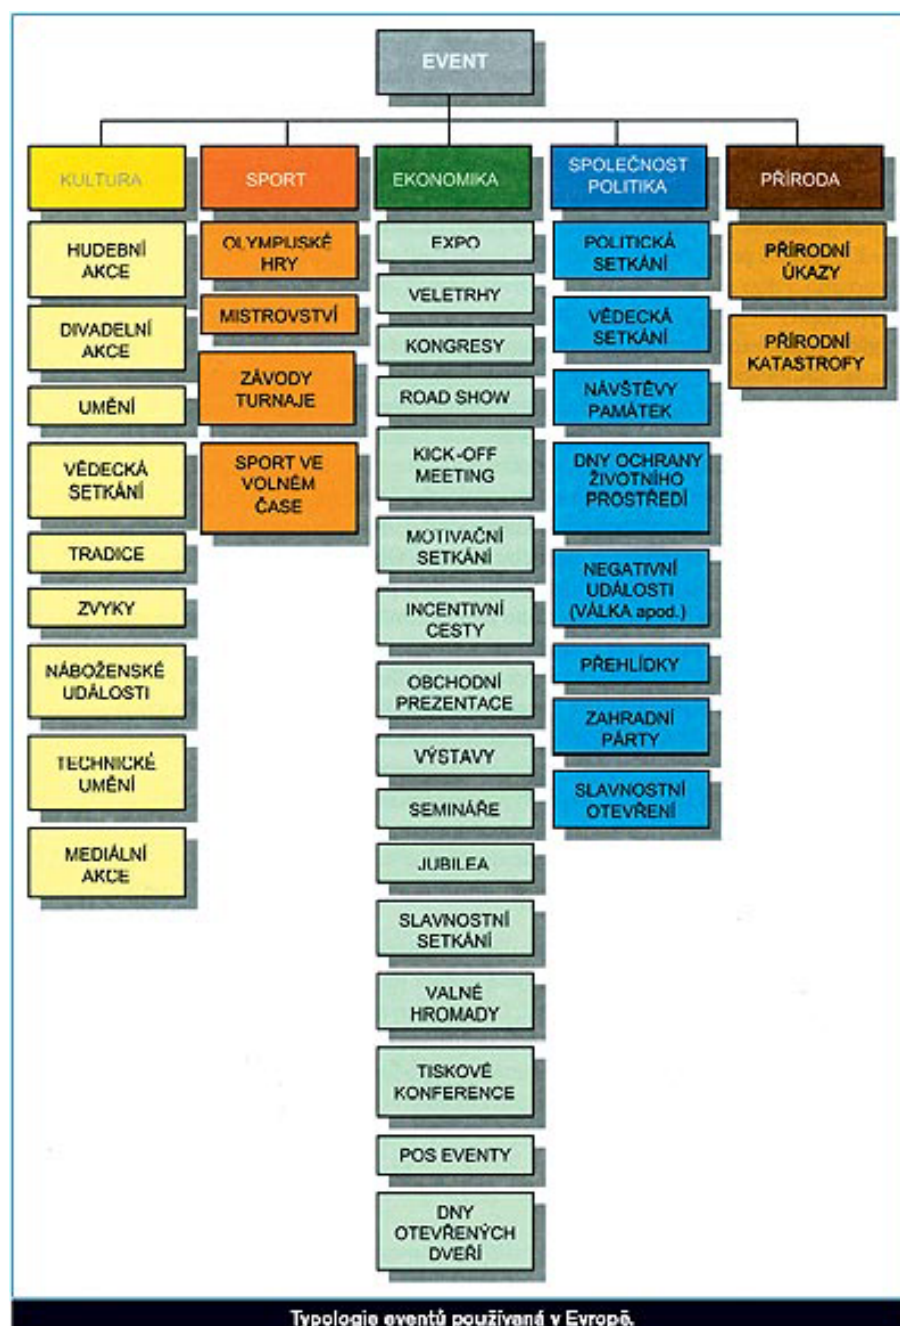 EVENT
KULTURA
HUDEBNÍ
AKCE
DIVADELNÍ
AKCE
UMĚNÍ
VĚDECKÁ
SETKÁNÍ
TRADICE
ZVYKY
NÁBOŽENSKÉ
UDÁLOSTI
TECHNICKÉ
UMĚNÍ
MEDIÁLNÍ
AKCE
SPORT
OLYMPIJSKÉ
HRY
MISTROVSTVÍ
ZÁVODY
TURNAJE
SPORT VE
VOLNÉM
ČASE
EKONOMIKA
EXPO
VELETRHY
KONGRESY
ROAD SHOW
KICK-OFF
MEETING
MOTIVAČNÍ
SETKÁNÍ
INCENTIVNÍ
CESTY
OBCHODNÍ
PREZENTACE
VÝSTAVY
SEMINÁŘE
JUBILEA
SLAVNOSTNÍ
SETKÁNÍ
VALNÉ
HROMADY
TISKOVÉ
KONFERENCE
POS EVENTY
DNY
OTEVŘENÝCH
DVEŘÍ
SPOLEČNOST
POLITIKA
POLITICKÁ
SETKÁNÍ
VĚDECKÁ
SETKÁNÍ
NÁVŠTĚVY
PAMÁTEK
DNY OCHRANY
ŽIVOTNÍHO
PROSTŘEDÍ
NEGATIVNÍ
UDÁLOSTI
(VÁLKA apod.)
PŘEHLÍDKY
ZAHRADNÍ
PÁRTY
SLAVNOSTNÍ
OTEVŘENÍ
PŘÍRODA
PŘÍRODNÍ
ÚKAZY
PŘÍRODNÍ
KATASTROFY
Typologie eventů používaná v Evropě.